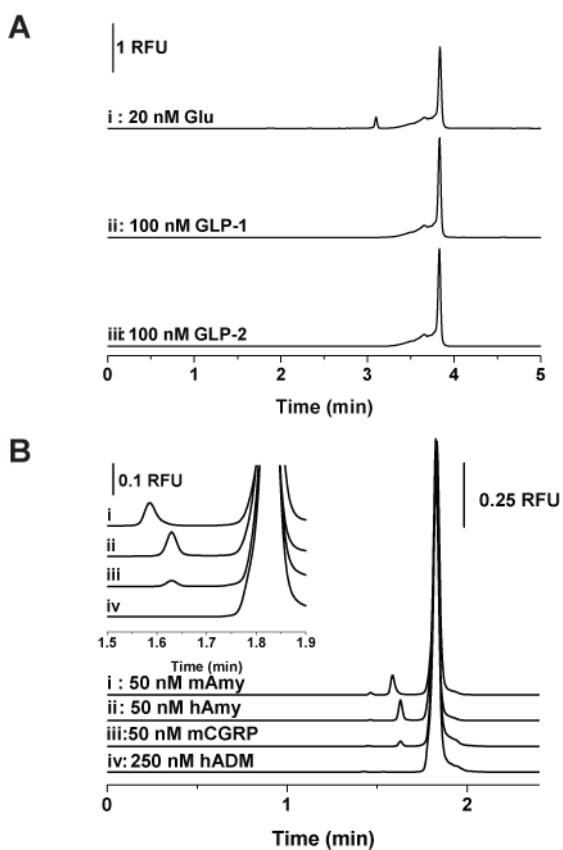 A
1 RFU
i : 20 nM Glu
ii: 100 nM GLP-1
iii: 100 nM GLP-2
0 1 2 3 4 5
Time (min)
B
0.1 RFU
0.25 RFU
i
ii
iii
iv
1.5 1.6 1.7 1.8 1.9
Time (min)
i : 50 nM mAmy
ii: 50 nM hAmy
iii:50 nM mCGRP
iv: 250 nM hADM
0 1 2
Time (min)